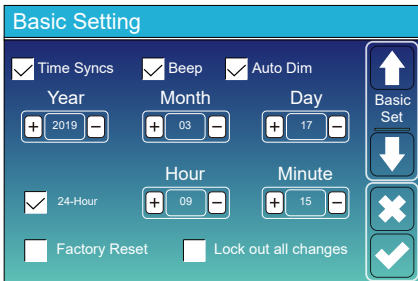 Basic Setting
Time Syncs Beep Auto Dim
Year Month Day
+ 2019 − + 03 − + 17 −
Basic
Set
Hour Minute
24-Hour + 09 − + 15 −
Factory Reset Lock out all changes